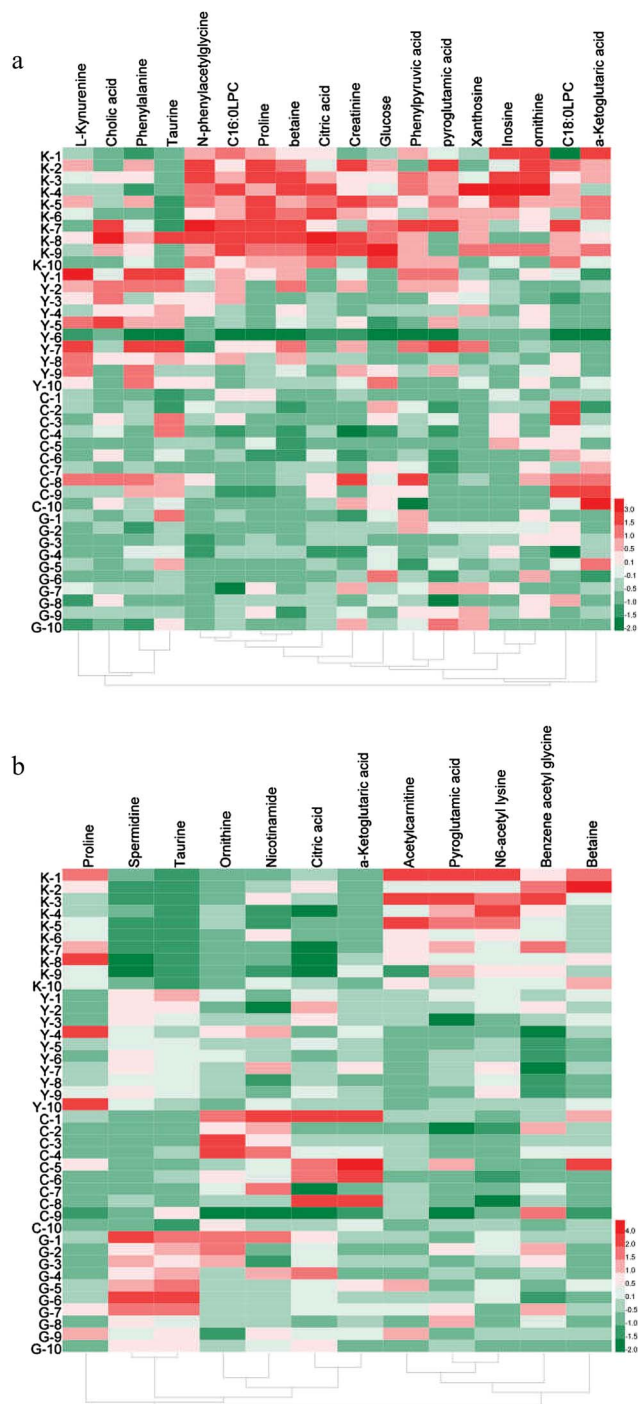 a
L-Kynurenine
Cholic acid
Phenylalanine
Taurine
N-phenylacetylglycine
C16:0LPC
Proline
betaine
Citric acid
Creatinine
Glucose
Phenylpyruvic acid
pyroglutamic acid
Xanthosine
Inosine
ornithine
C18:0LPC
a-Ketoglutaric acid
K-1
K-2
K-3
K-4
K-5
K-6
K-7
K-8
K-9
K-10
Y-1
Y-2
Y-3
Y-4
Y-5
Y-6
Y-7
Y-8
Y-9
Y-10
C-1
C-2
C-3
C-4
C-5
C-6
C-7
C-8
C-9
C-10
G-1
G-2
G-3
G-4
G-5
G-6
G-7
G-8
G-9
G-10
3.0
1.5
1.0
0.5
0.1
-0.1
-0.5
-1.0
-1.5
-2.0
b
Proline
Spermidine
Taurine
Ornithine
Nicotinamide
Citric acid
a-Ketoglutaric acid
Acetylcarnitine
Pyroglutamic acid
N6-acetyl lysine
Benzene acetyl glycine
Betaine
K-1
K-2
K-3
K-4
K-5
K-6
K-7
K-8
K-9
K-10
Y-1
Y-2
Y-3
Y-4
Y-5
Y-6
Y-7
Y-8
Y-9
Y-10
C-1
C-2
C-3
C-4
C-5
C-6
C-7
C-8
C-9
C-10
G-1
G-2
G-3
G-4
G-5
G-6
G-7
G-8
G-9
G-10
4.0
2.0
1.5
1.0
0.5
0.1
-0.1
-0.5
-1.0
-1.5
-2.0